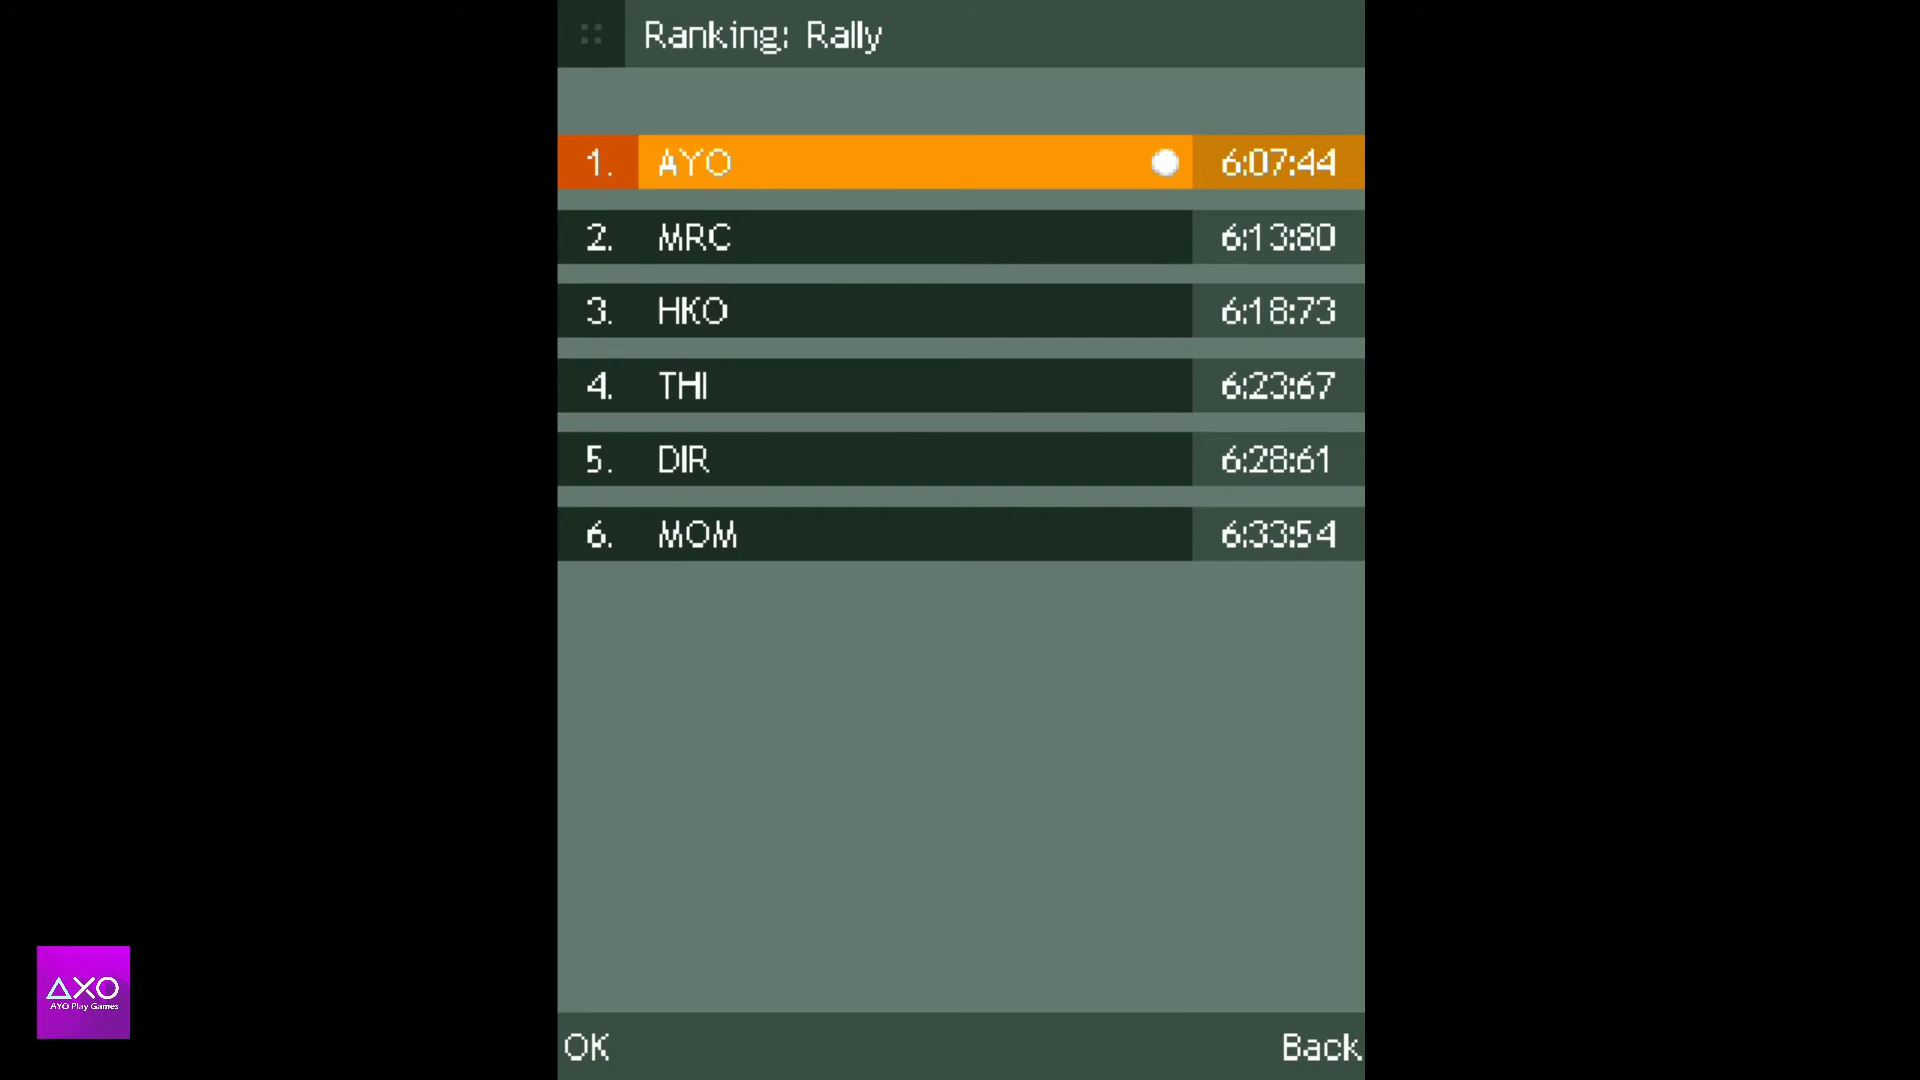 Ranking: Rally
1. AYO 6:07:44
2. MRC 6:13:80
3. HKO 6:18:73
4. THI 6:23:67
5. DIR 6:28:61
6. MOM 6:33:54
AXO
AYO Play Games
OK Back